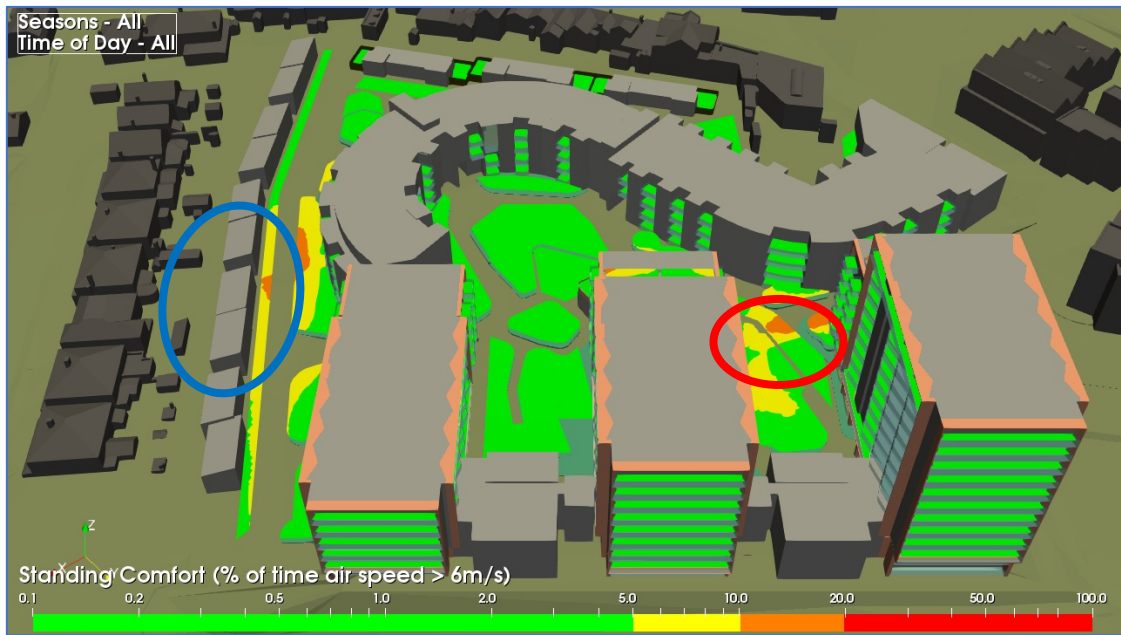 Seasons - All
Time of Day - All
Z
X
Y
Standing Comfort (% of time air speed > 6m/s)
0.1 0.2 0.5 1.0 2.0 5.0 10.0 20.0 50.0 100.0